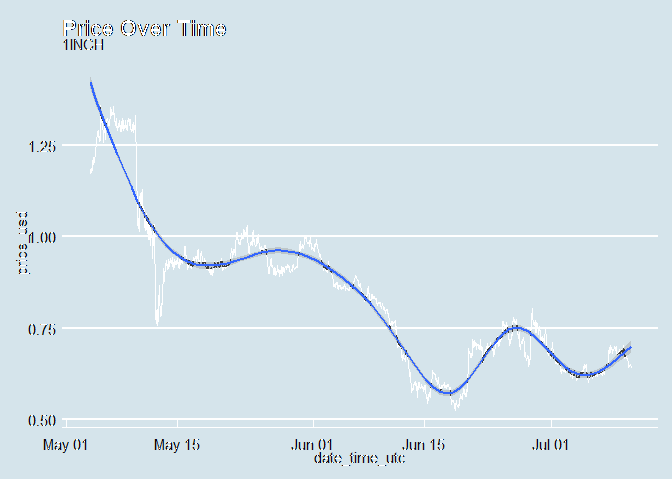 Price Over Time
1INCH
1.25
1.00
0.75
0.50
price_usd
May 01
May 15
Jun 01
Jun 15
Jul 01
date_time_utc